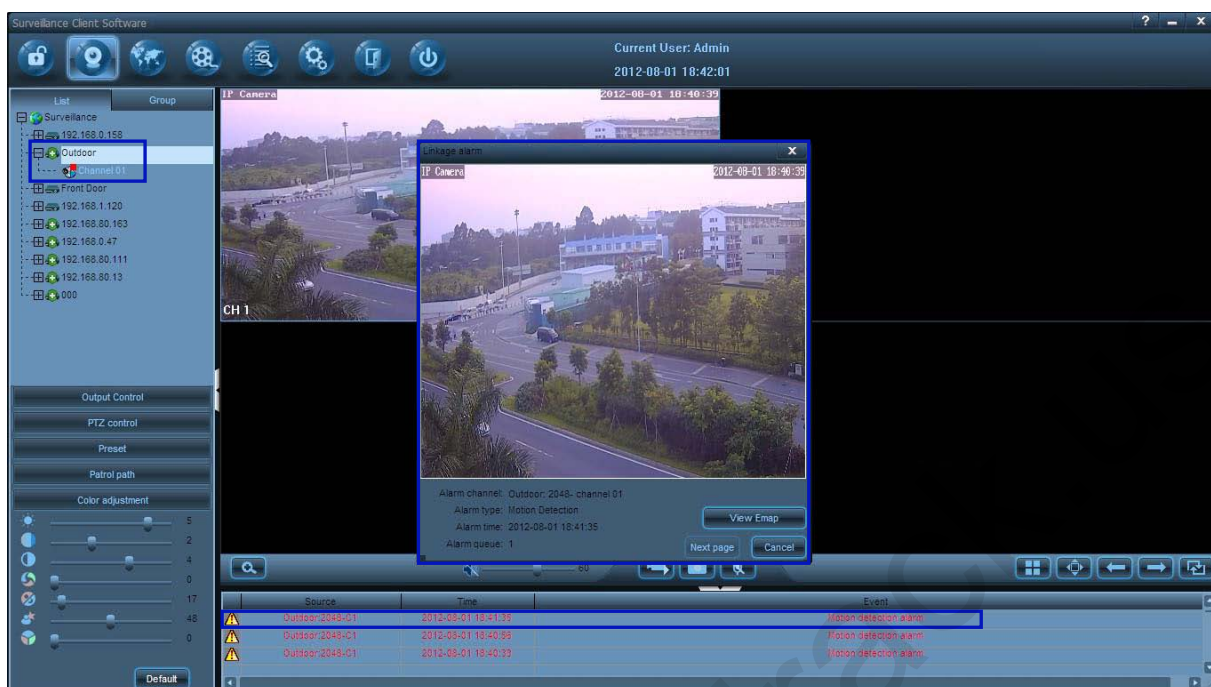 Surveillance Client Software
? – X
Current User: Admin
2012-08-01 18:42:01
List Group
Surveillance
192.168.0.158
Outdoor
Channel 01
Front Door
192.168.1.120
192.168.80.163
192.168.0.47
192.168.80.111
192.168.80.13
000
Output Control
PTZ control
Preset
Patrol path
Color adjustment
5
2
4
0
17
48
0
Default
IP Camera 2012-08-01 18:40:39
CH 1
Linkage alarm X
IP Camera 2012-08-01 18:40:39
Alarm channel: Outdoor: 2048- channel 01
Alarm type: Motion Detection
Alarm time: 2012-08-01 18:41:35
Alarm queue: 1
View Emap
Next page Cancel
60
Source Time Event
Outdoor:2048-01 2012-08-01 18:41:35 Motion detection alarm
Outdoor:2048-01 2012-08-01 18:40:56 Motion detection alarm
Outdoor:2048-01 2012-08-01 18:40:33 Motion detection alarm